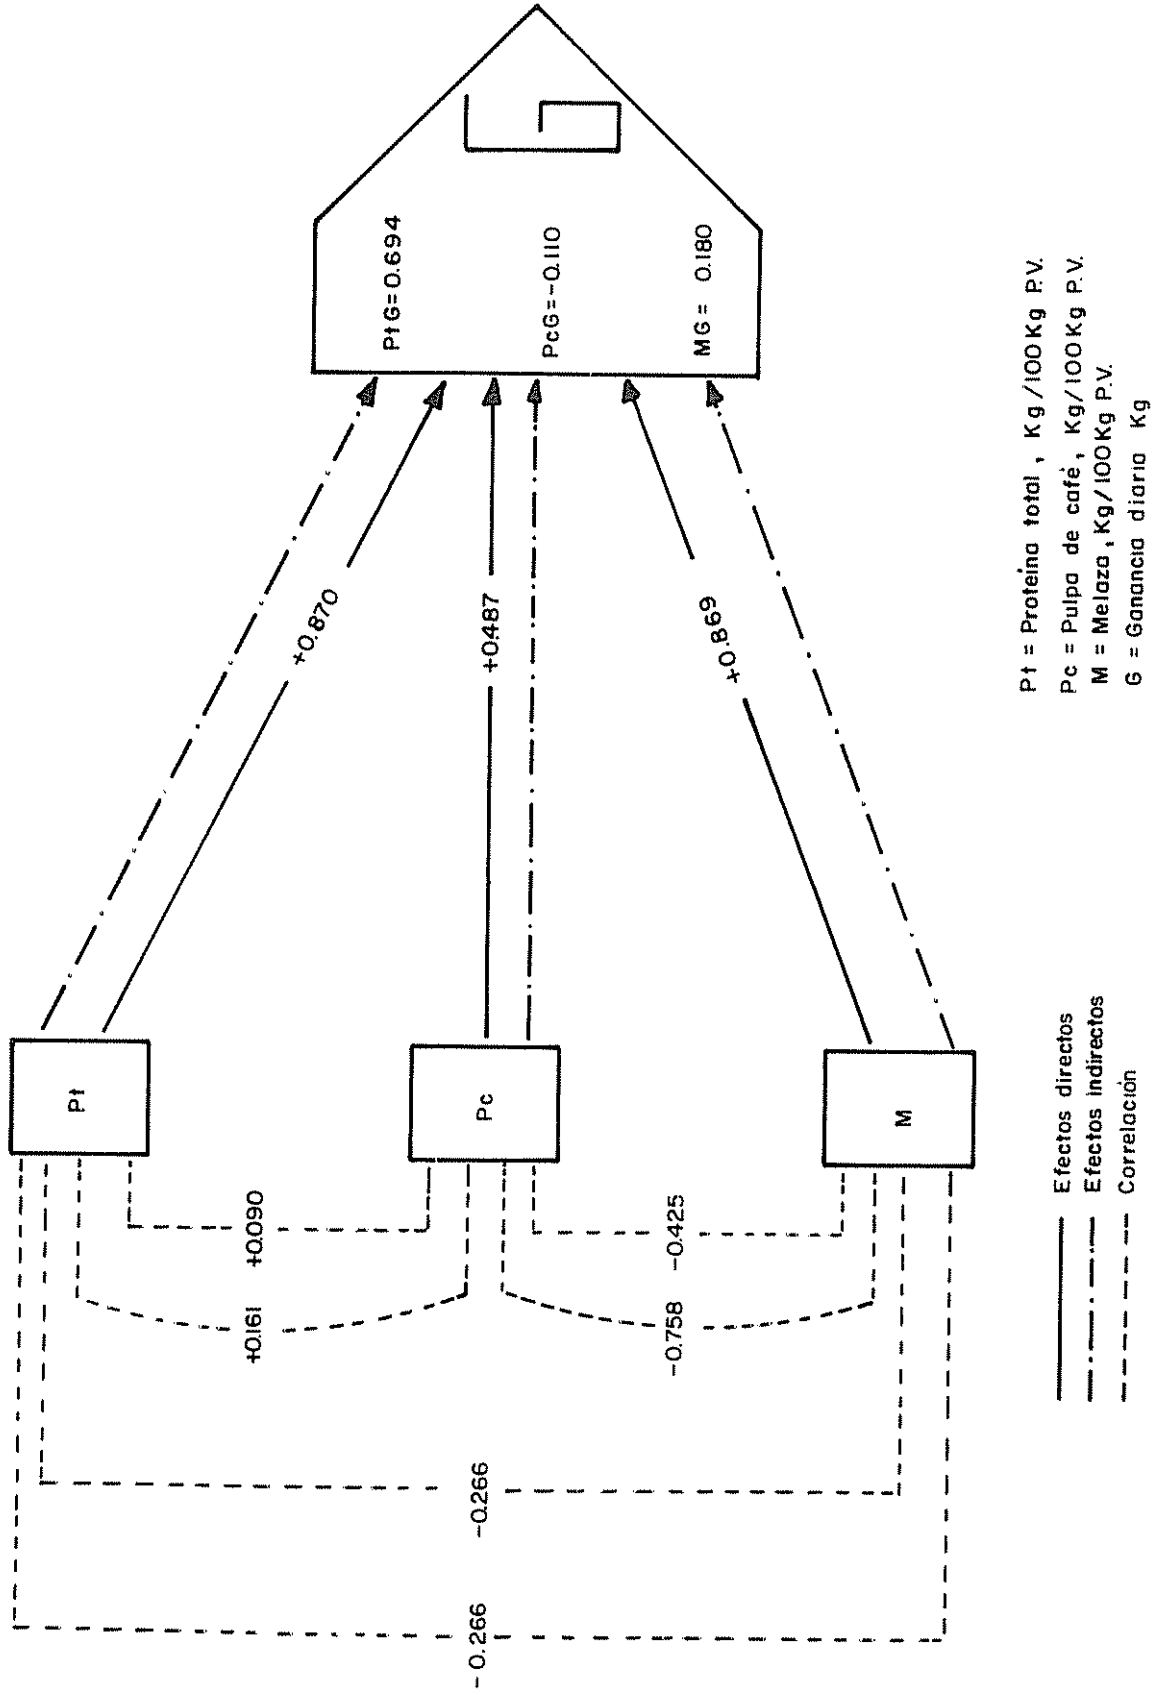 Pt
+0.870
PtG=0.694
G
+0.090
+0.161
-0.266
-0.266
Pc
+0.487
PcG=-0.110
-0.425
-0.758
M
+0.869
MG= 0.180
Efectos directos
Efectos indirectos
Correlación
Pt = Proteína total, Kg/100Kg P.V.
Pc = Pulpa de café, Kg/100Kg P.V.
M = Melaza, Kg/100Kg P.V.
G = Ganancia diaria Kg